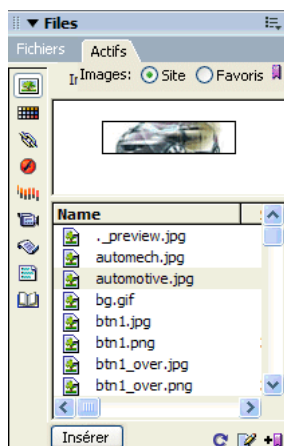 Files
Fichiers Actifs
Images: Site Favoris
Name
._preview.jpg
automech.jpg
automotive.jpg
bg.gif
btn1.jpg
btn1.png
btn1_over.jpg
btn1_over.png
Insérer